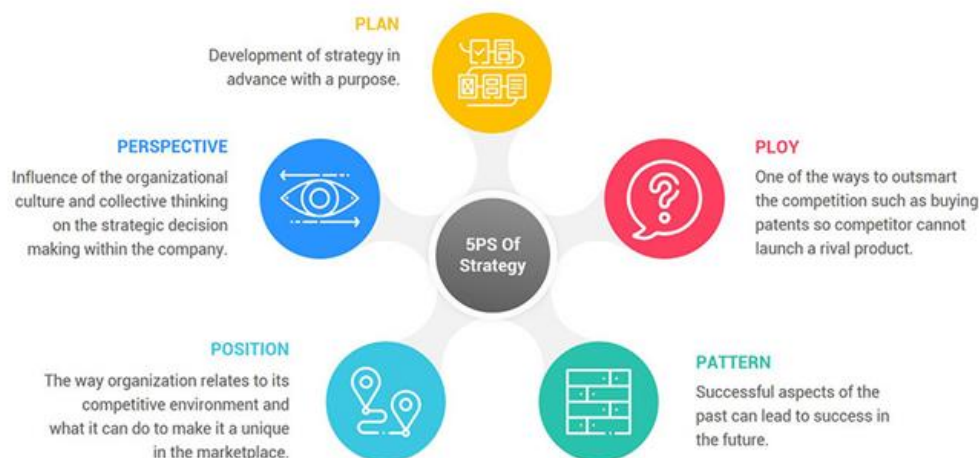 PLAN
Development of strategy in
advance with a purpose.
PERSPECTIVE
Influence of the organizational
culture and collective thinking
on the strategic decision
making within the company.
PLOY
One of the ways to outsmart
the competition such as buying
patents so competitor cannot
launch a rival product.
5PS Of
Strategy
POSITION
The way organization relates to its
competitive environment and
what it can do to make it a unique
in the marketplace.
PATTERN
Successful aspects of the
past can lead to success in
the future.